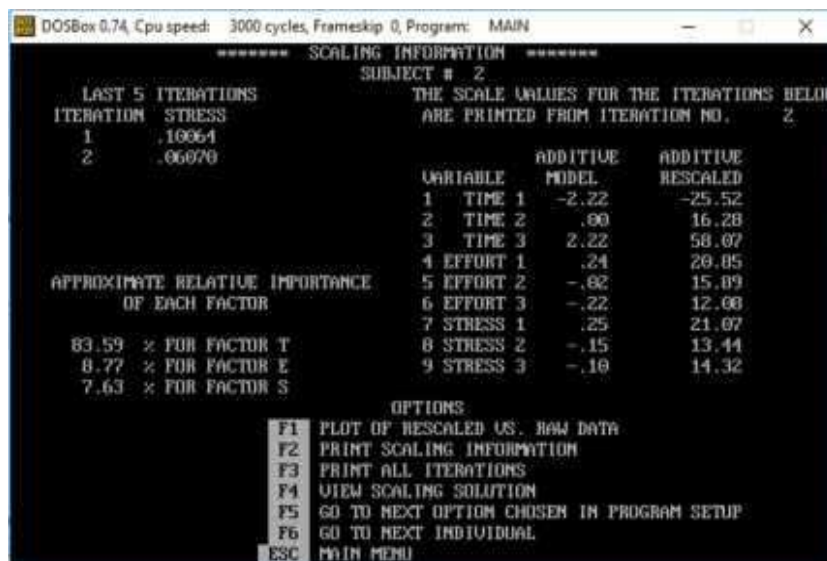 DOSBox 0.74, Cpu speed: 3000 cycles, Frameskip 0, Program: MAIN
======= SCALING INFORMATION =======
SUBJECT # 2
LAST 5 ITERATIONS
ITERATION STRESS
1 .10064
2 .06070
THE SCALE VALUES FOR THE ITERATIONS BELOW
ARE PRINTED FROM ITERATION NO. 2
ADDITIVE ADDITIVE
VARIABLE MODEL RESCALED
1 TIME 1 -2.22 -25.52
2 TIME 2 .00 16.28
3 TIME 3 2.22 58.07
4 EFFORT 1 .24 20.85
5 EFFORT 2 -.02 15.89
6 EFFORT 3 -.22 12.08
7 STRESS 1 .25 21.07
8 STRESS 2 -.15 13.44
9 STRESS 3 -.10 14.32
APPROXIMATE RELATIVE IMPORTANCE
OF EACH FACTOR
83.59 % FOR FACTOR T
8.77 % FOR FACTOR E
7.63 % FOR FACTOR S
OPTIONS
F1 PLOT OF RESCALED VS. RAW DATA
F2 PRINT SCALING INFORMATION
F3 PRINT ALL ITERATIONS
F4 VIEW SCALING SOLUTION
F5 GO TO NEXT OPTION CHOSEN IN PROGRAM SETUP
F6 GO TO NEXT INDIVIDUAL
ESC MAIN MENU